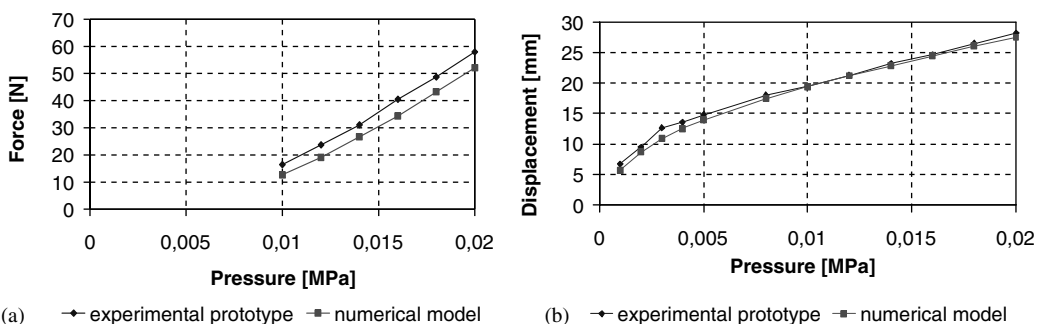 70
60
50
40
30
20
10
0
Force [N]
0 0,005 0,01 0,015 0,02
Pressure [MPa]
(a) experimental prototype numerical model
30
25
20
15
10
5
0
Displacement [mm]
0 0,005 0,01 0,015 0,02
Pressure [MPa]
(b) experimental prototype numerical model